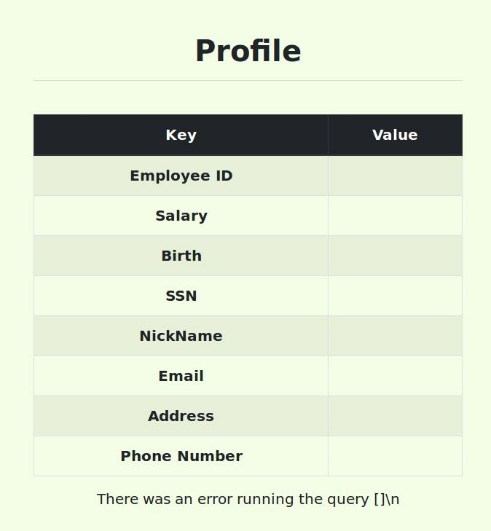 Profile
Key Value
Employee ID
Salary
Birth
SSN
NickName
Email
Address
Phone Number
There was an error running the query []\n